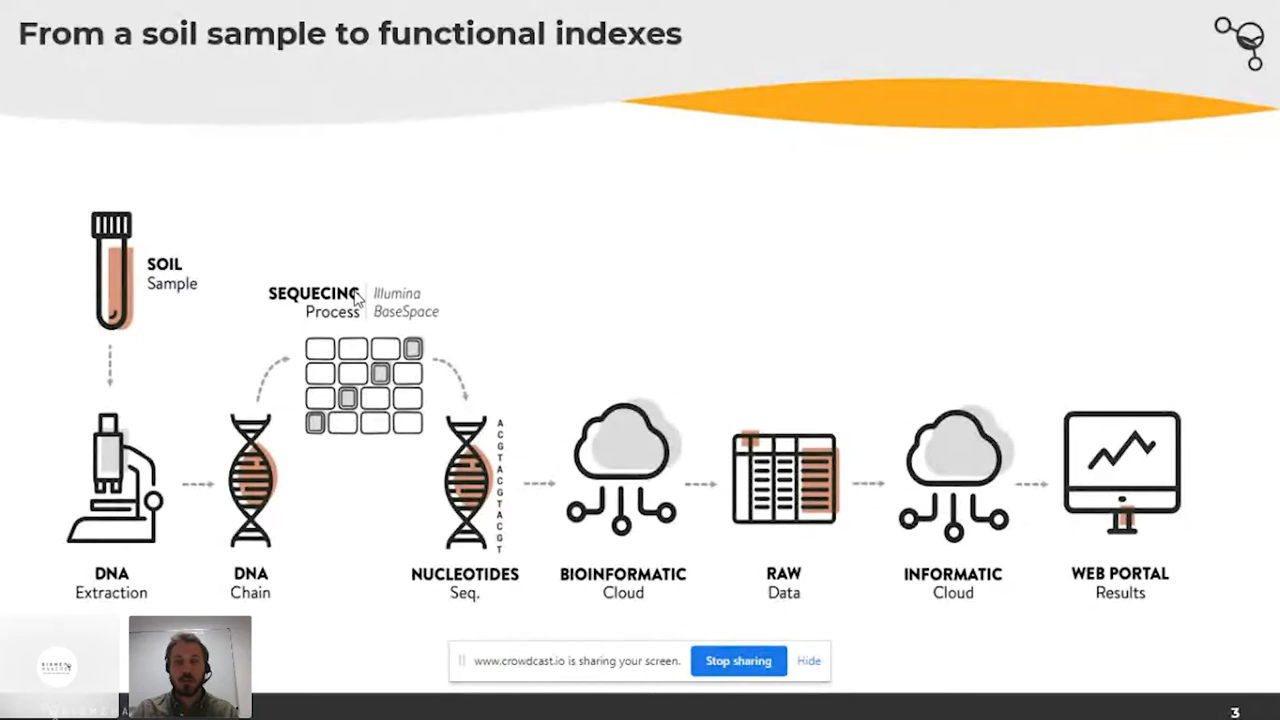 From a soil sample to functional indexes
SOIL
Sample
SEQUECING
Process
Illumina
BaseSpace
A
C
G
T
A
C
G
T
A
C
G
T
DNA
Extraction
DNA
Chain
NUCLEOTIDES
Seq.
BIOINFORMATIC
Cloud
RAW
Data
INFORMATIC
Cloud
WEB PORTAL
Results
www.crowdcast.io is sharing your screen.
Stop sharing
Hide
3